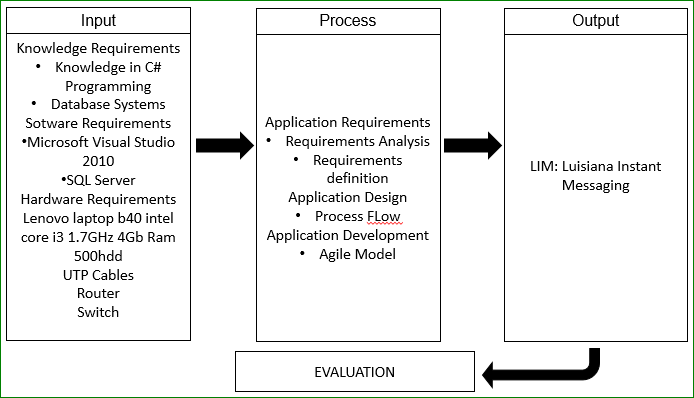 Input
Knowledge Requirements
• Knowledge in C#
Programming
• Database Systems
Sotware Requirements
•Microsoft Visual Studio
2010
•SQL Server
Hardware Requirements
Lenovo laptop b40 intel
core i3 1.7GHz 4Gb Ram
500hdd
UTP Cables
Router
Switch
Process
Application Requirements
• Requirements Analysis
• Requirements
definition
Application Design
• Process FLow
Application Development
• Agile Model
Output
LIM: Luisiana Instant
Messaging
EVALUATION